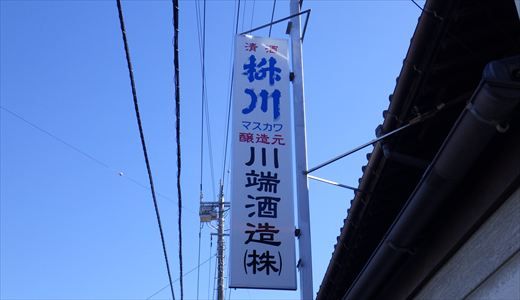 清酒
桝川
マスカワ
醸造元
川端酒造
(株)